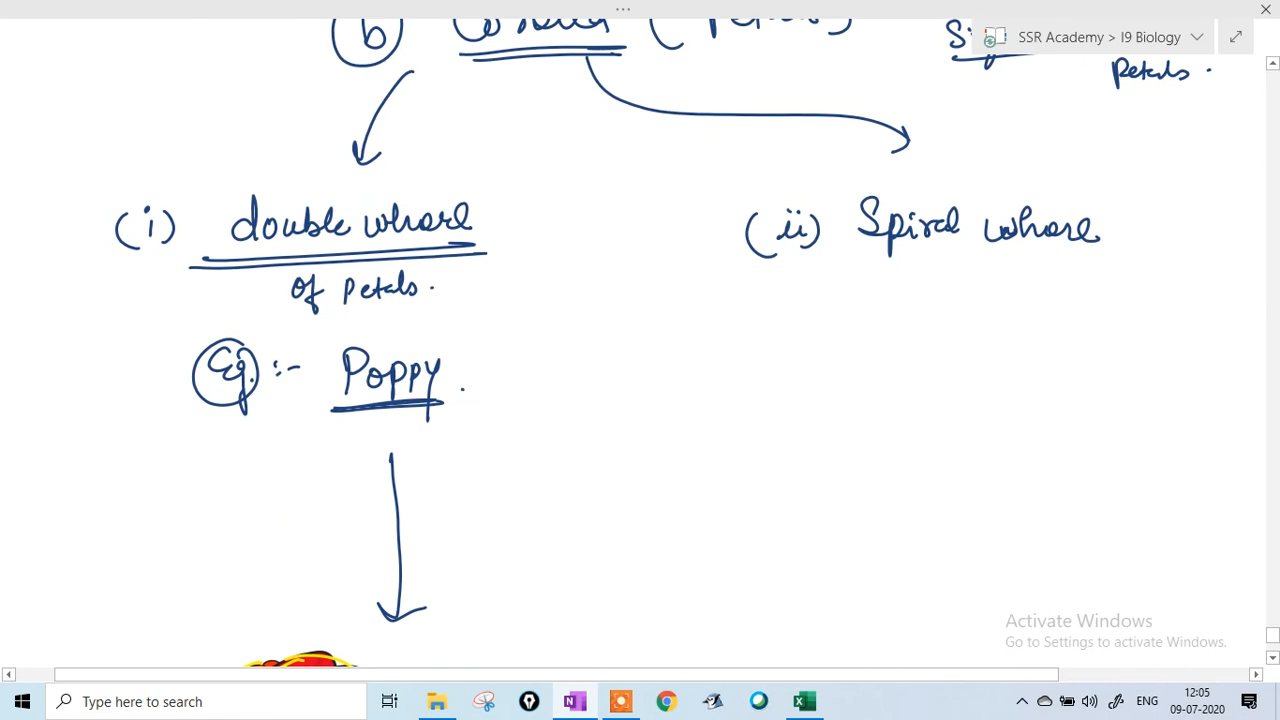 SSR Academy > I9 Biology
b
Petals .
(i) double whorl
of Petals .
(ii) Spiral whorl
Eg. :- Poppy .
Activate Windows
Go to Settings to activate Windows.
Type here to search
ENG
12:05
09-07-2020